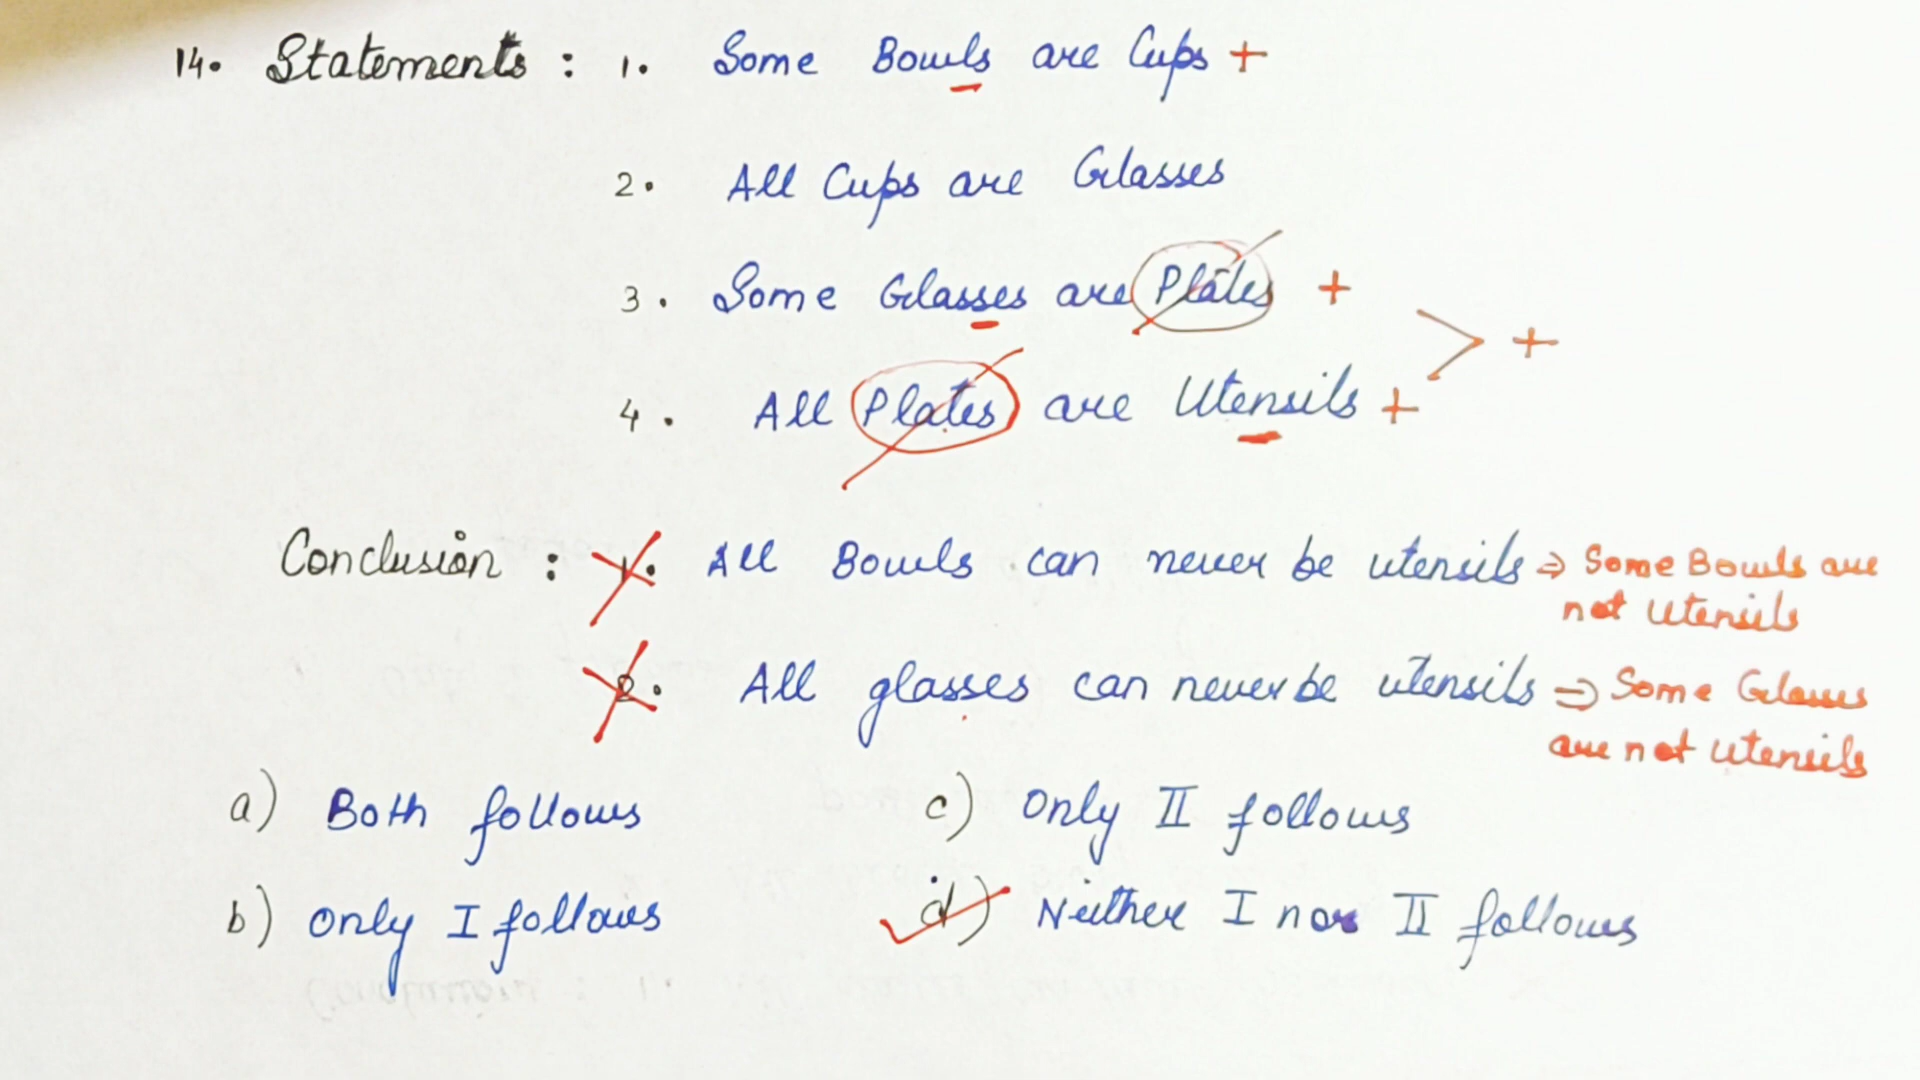 14. Statements : 1. Some Bowls are Cups +
2. All Cups are Glasses
3. Some Glasses are Plates +
> +
4. All Plates are Utensils +
Conclusion : 1. All Bowls can never be utensils ⇒ Some Bowls are
not utensils
2. All glasses can never be utensils ⇒ Some Glasses
are not utensils
a) Both follows c) Only II follows
b) Only I follows d) Neither I nor II follows